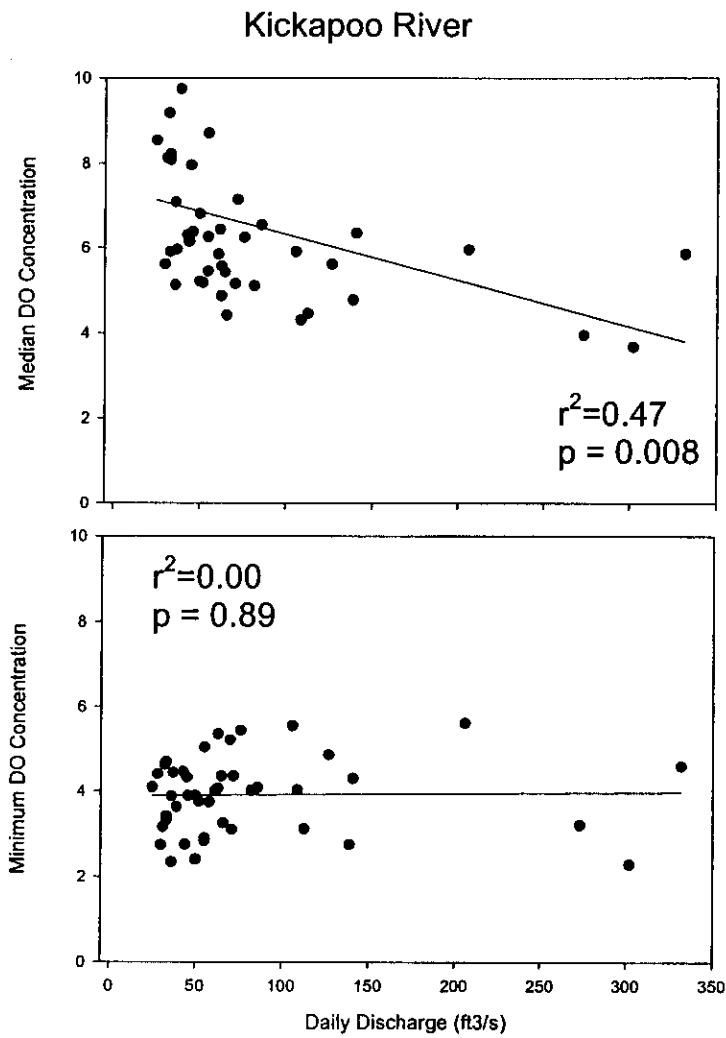 Kickapoo River
10
8
6
4
2
0
Median DO Concentration
r²=0.47
p = 0.008
10
8
6
4
2
0
Minimum DO Concentration
r²=0.00
p = 0.89
0 50 100 150 200 250 300 350
Daily Discharge (ft3/s)